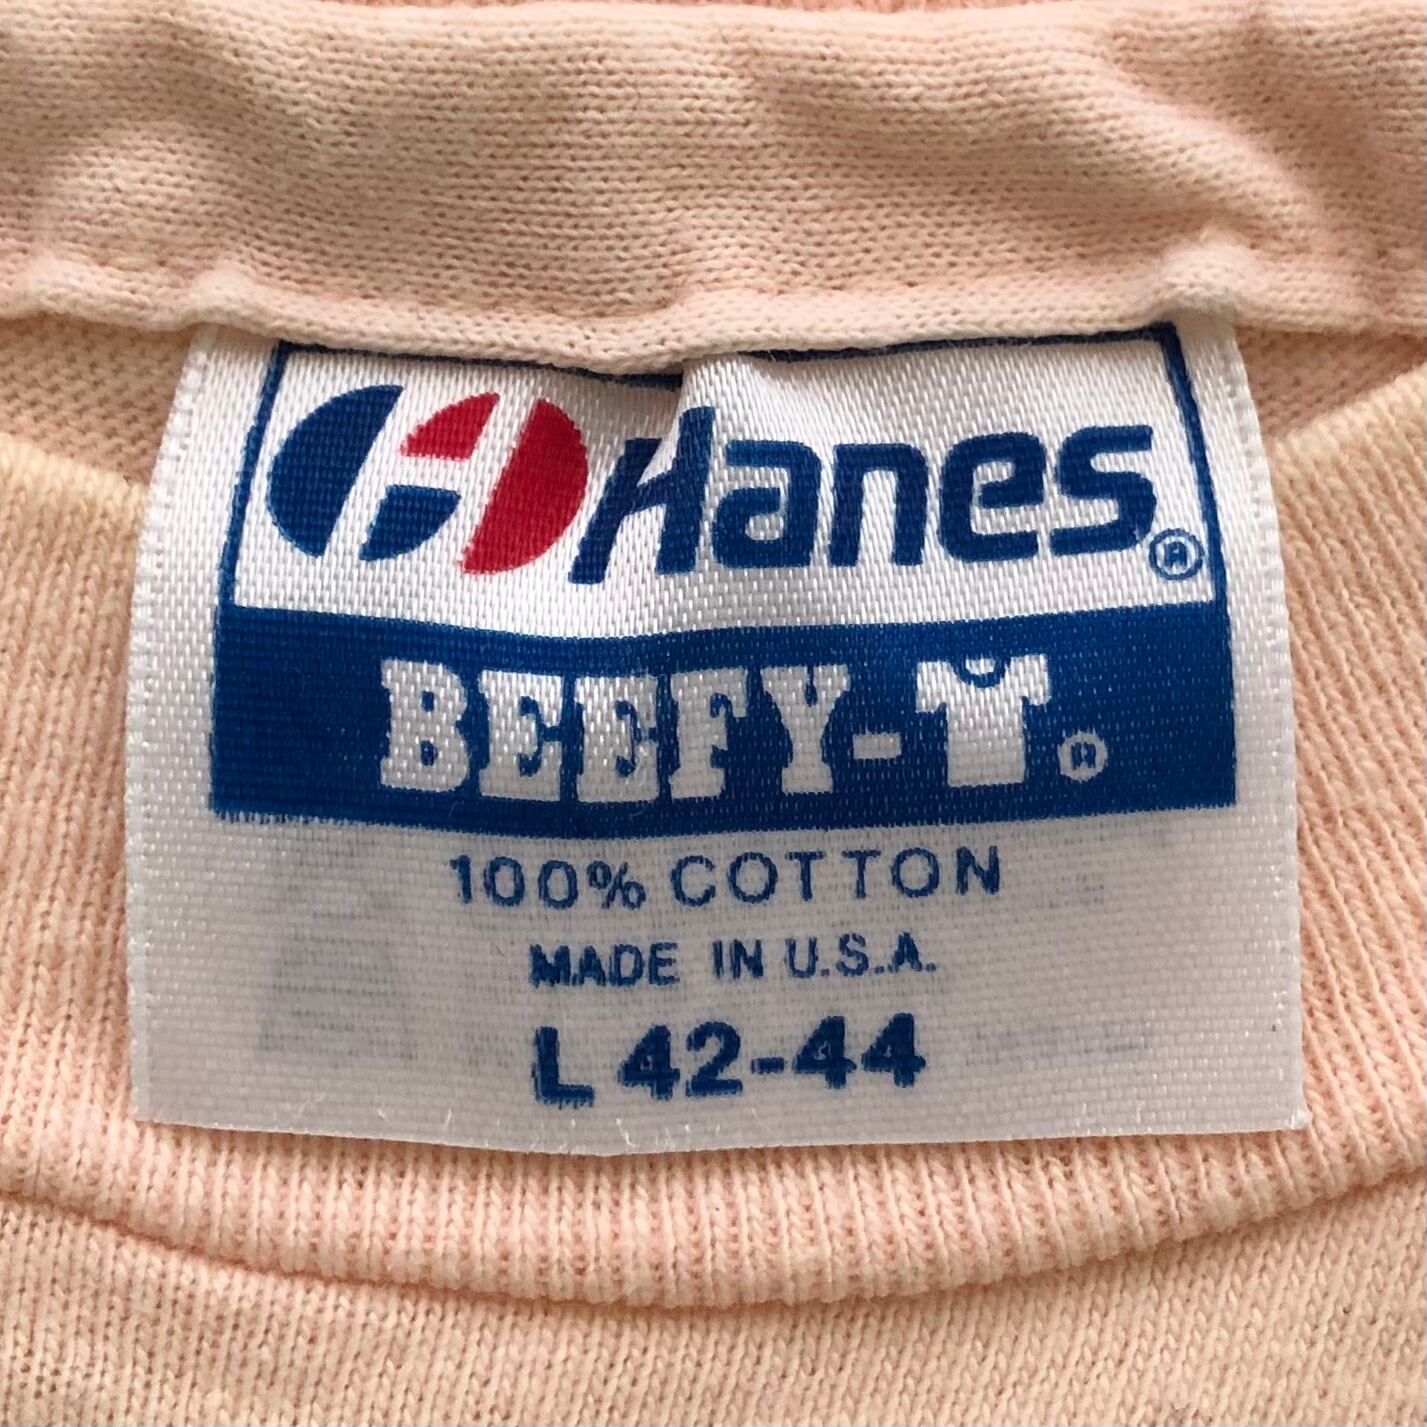 Hanes®
BEEFY-T®
100% COTTON
MADE IN U.S.A.
L 42-44